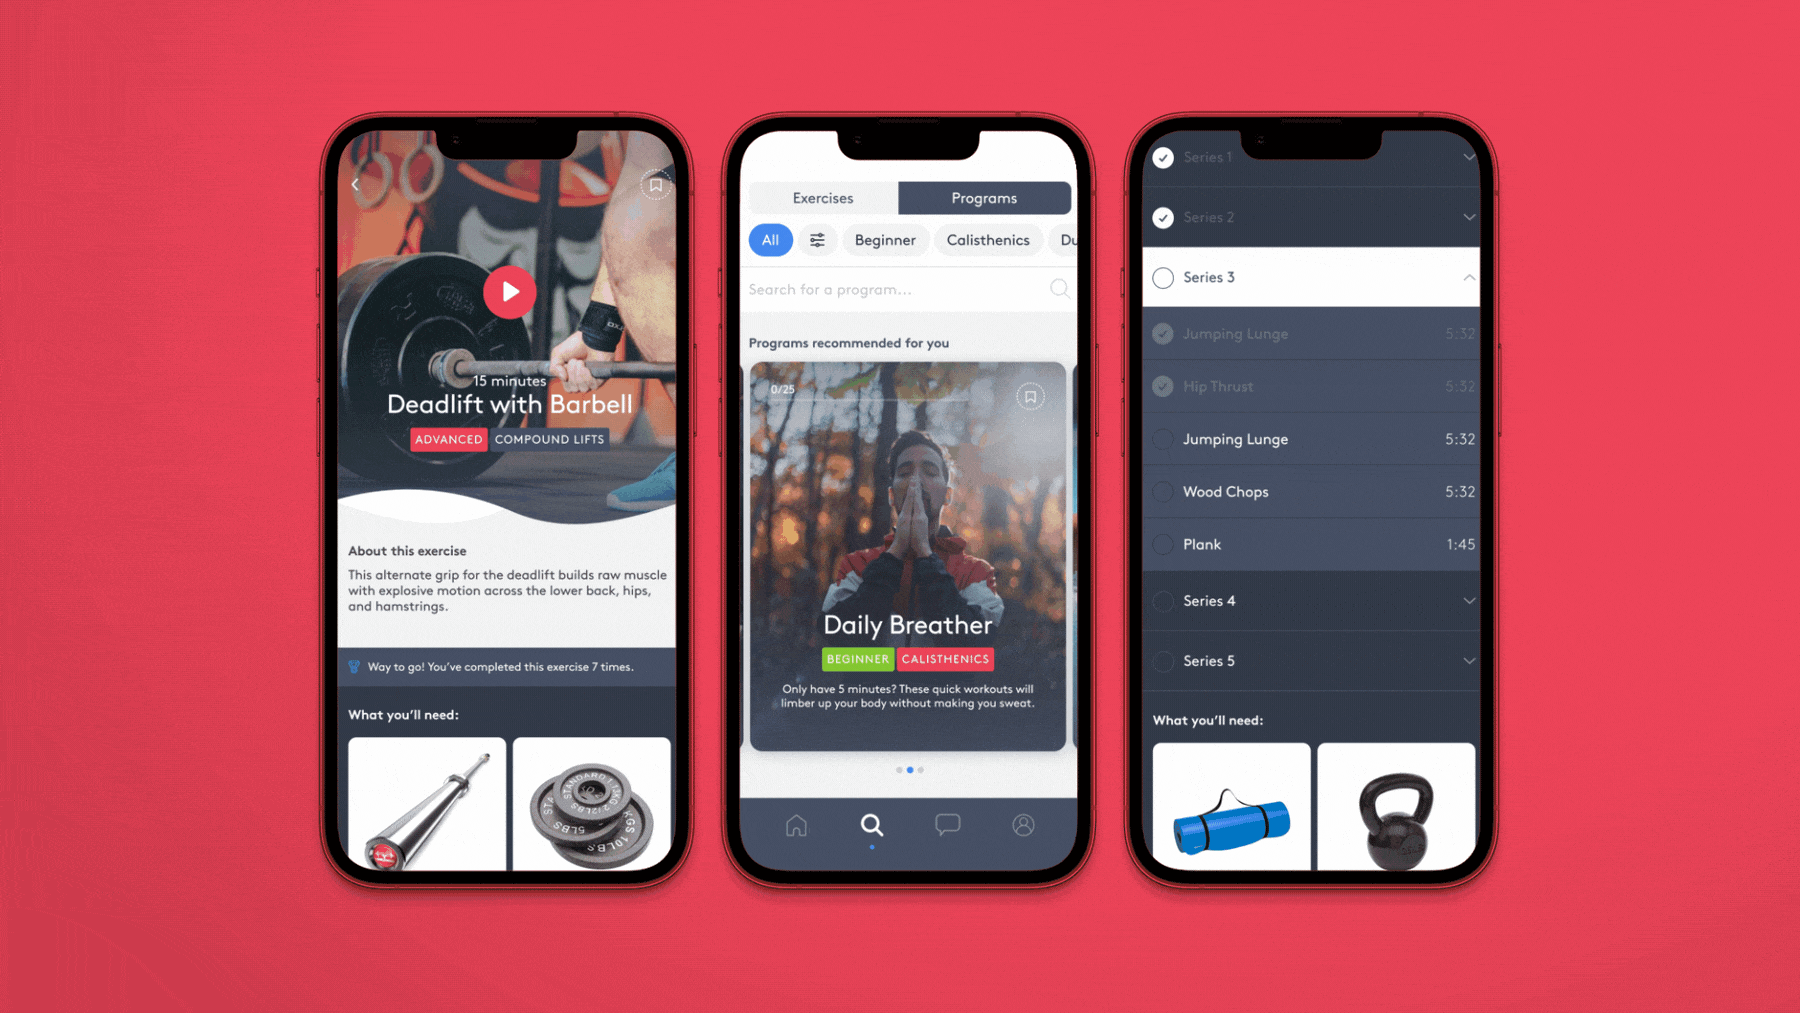 15 minutes
Deadlift with Barbell
ADVANCED COMPOUND LIFTS
About this exercise
This alternate grip for the deadlift builds raw muscle
with explosive motion across the lower back, hips,
and hamstrings.
Way to go! You've completed this exercise 7 times.
What you'll need:
STANDARD
5LBS
10LBS
Exercises Programs
All Beginner Calisthenics Du
Search for a program...
Programs recommended for you
0/25
Daily Breather
BEGINNER CALISTHENICS
Only have 5 minutes? These quick workouts will
limber up your body without making you sweat.
Series 1
Series 2
Series 3
Jumping Lunge 5:32
Hip Thrust 5:32
Jumping Lunge 5:32
Wood Chops 5:32
Plank 1:45
Series 4
Series 5
What you'll need: